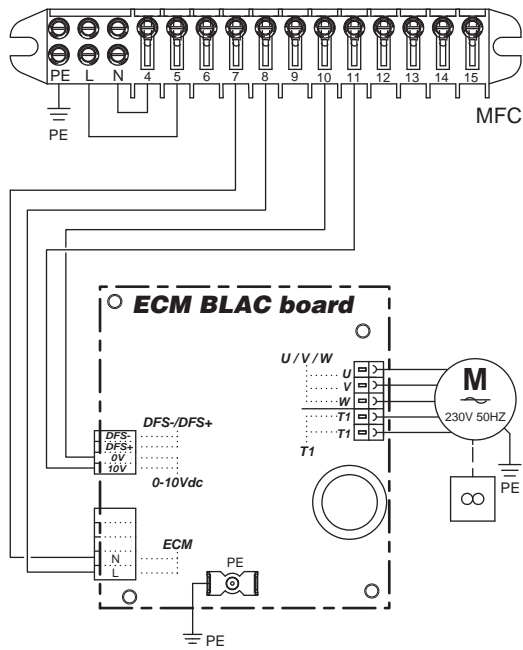 PE L N 4 5 6 7 8 9 10 11 12 13 14 15
PE
MFC
ECM BLAC board
U / V / W
U
V
W
T1
T1
T1
M
230V 50HZ
PE
DFS-/DFS+
DFS-
DFS+
0V
10V
0-10Vdc
ECM
N
L
PE
PE